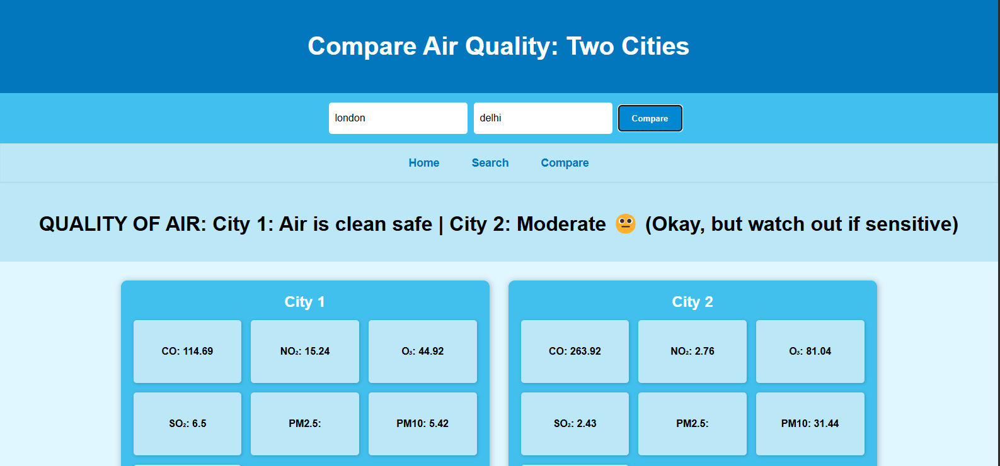 Compare Air Quality: Two Cities
london delhi Compare
Home Search Compare
QUALITY OF AIR: City 1: Air is clean safe | City 2: Moderate 😐 (Okay, but watch out if sensitive)
City 1
CO: 114.69 NO₂: 15.24 O₃: 44.92
SO₂: 6.5 PM2.5: PM10: 5.42
City 2
CO: 263.92 NO₂: 2.76 O₃: 81.04
SO₂: 2.43 PM2.5: PM10: 31.44